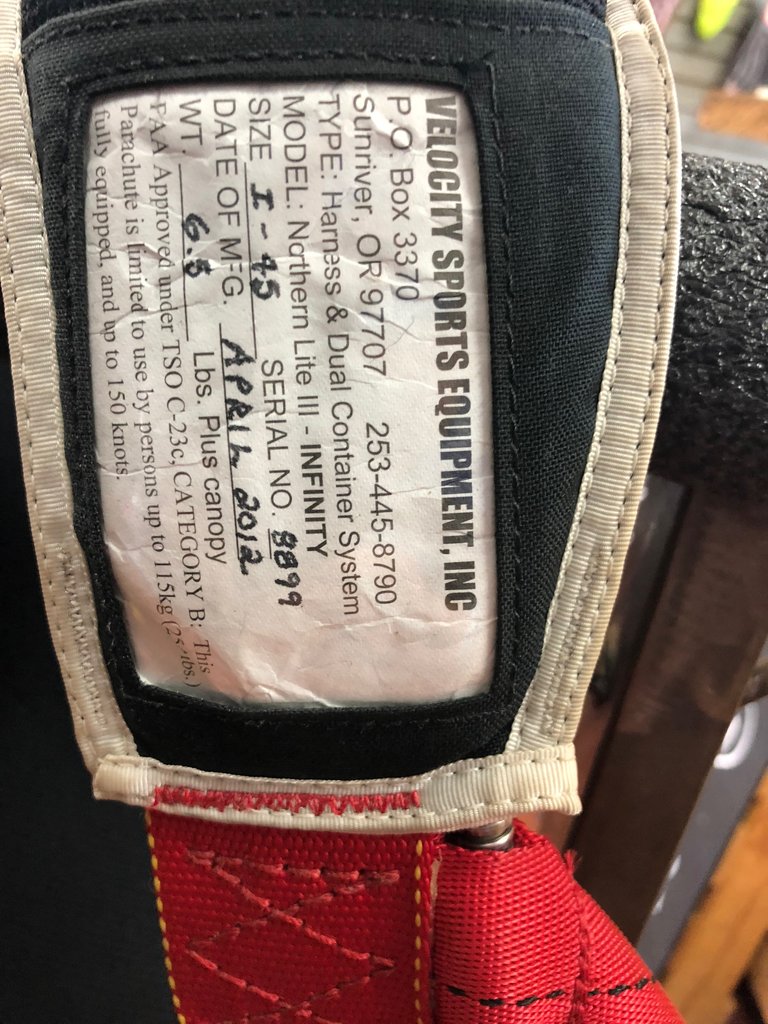 VELOCITY SPORTS EQUIPMENT, INC
P.O. Box 3370
Sunriver, OR 97707 253-445-8790
TYPE: Harness & Dual Container System
MODEL: Northern Lite III - INFINITY
SIZE I-45 SERIAL NO. 8899
DATE OF MFG. APRIL 2012
WT. 6.8 Lbs. Plus canopy
FAA Approved under TSO C-23c, CATEGORY B: This
Parachute is limited to use by persons up to 115kg
fully equipped, and up to 150 knots.